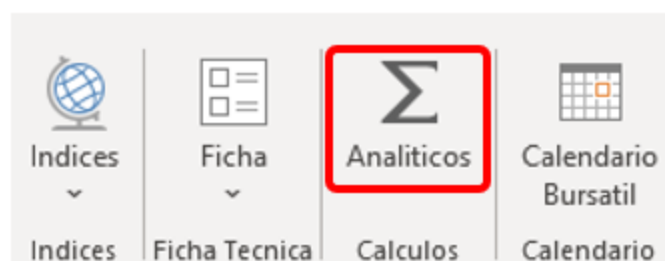 Indices
Ficha
Analiticos
Calendario
Bursatil
Indices
Ficha Tecnica
Calculos
Calendario